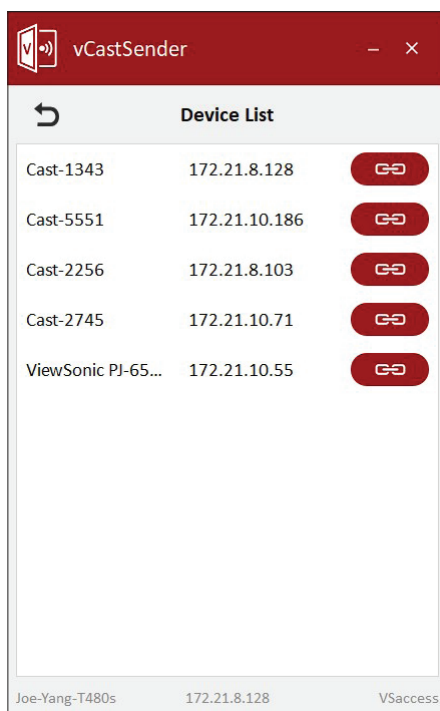 V
vCastSender
Device List
Cast-1343 172.21.8.128
Cast-5551 172.21.10.186
Cast-2256 172.21.8.103
Cast-2745 172.21.10.71
ViewSonic PJ-65... 172.21.10.55
Joe-Yang-T480s 172.21.8.128 VSaccess